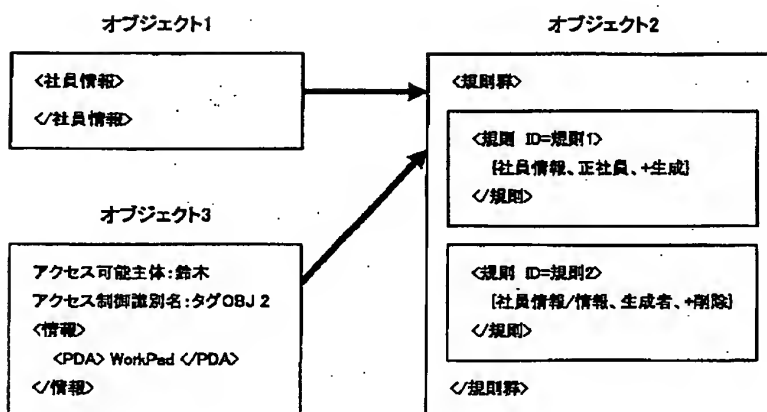 オブジェクト1
<社員情報>
</社員情報>
オブジェクト3
アクセス可能主体:鈴木
アクセス制御識別名:タグOBJ 2
<情報>
<PDA> WorkPad </PDA>
</情報>
オブジェクト2
<規則群>
<規則 ID=規則1>
[社員情報、正社員、+生成]
</規則>
<規則 ID=規則2>
[社員情報/情報、生成者、+削除]
</規則>
</規則群>